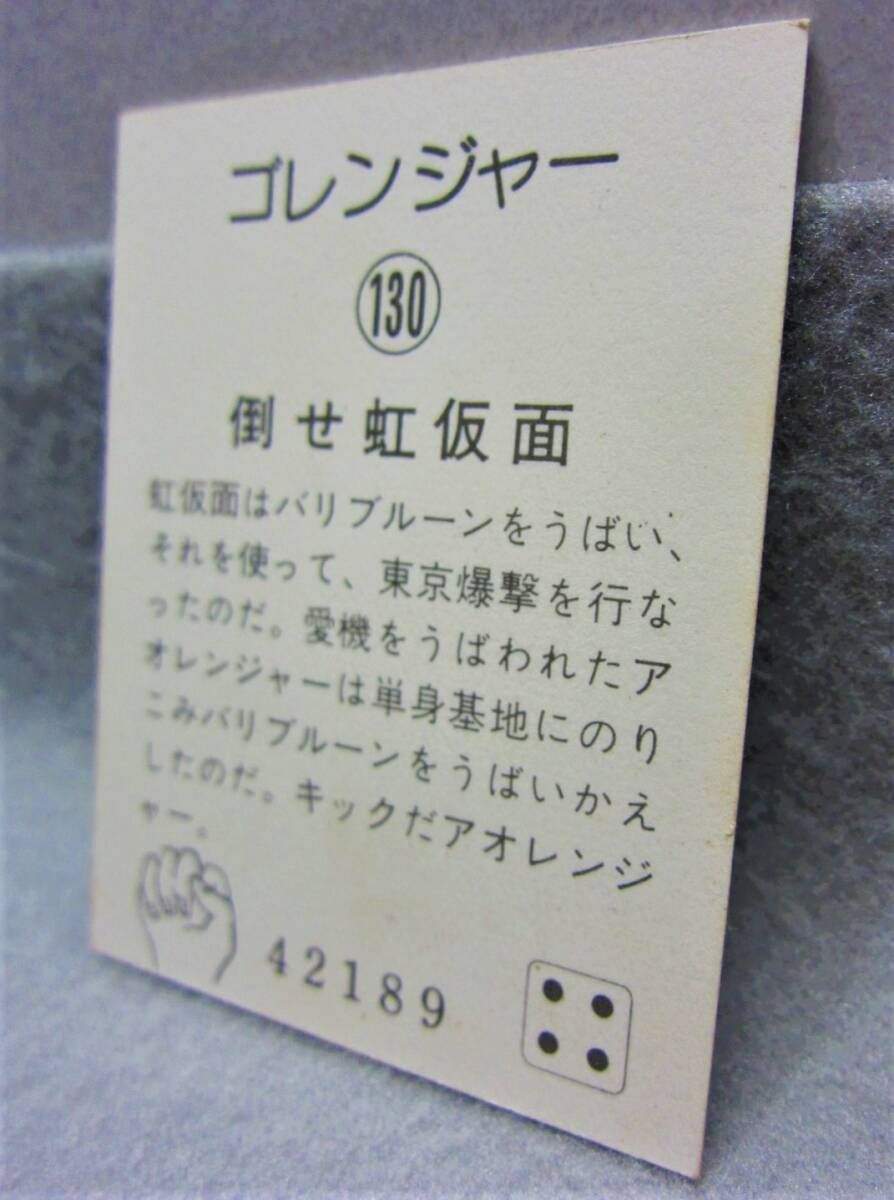 ゴレンジャー
130
倒せ虹仮面
虹仮面はバリブルーンをうばい、
それを使って、東京爆撃を行な
ったのだ。愛機をうばわれたア
オレンジャーは単身基地にのり
こみバリブルーンをうばいかえ
したのだ。キックだアオレンジ
ャー。
42189